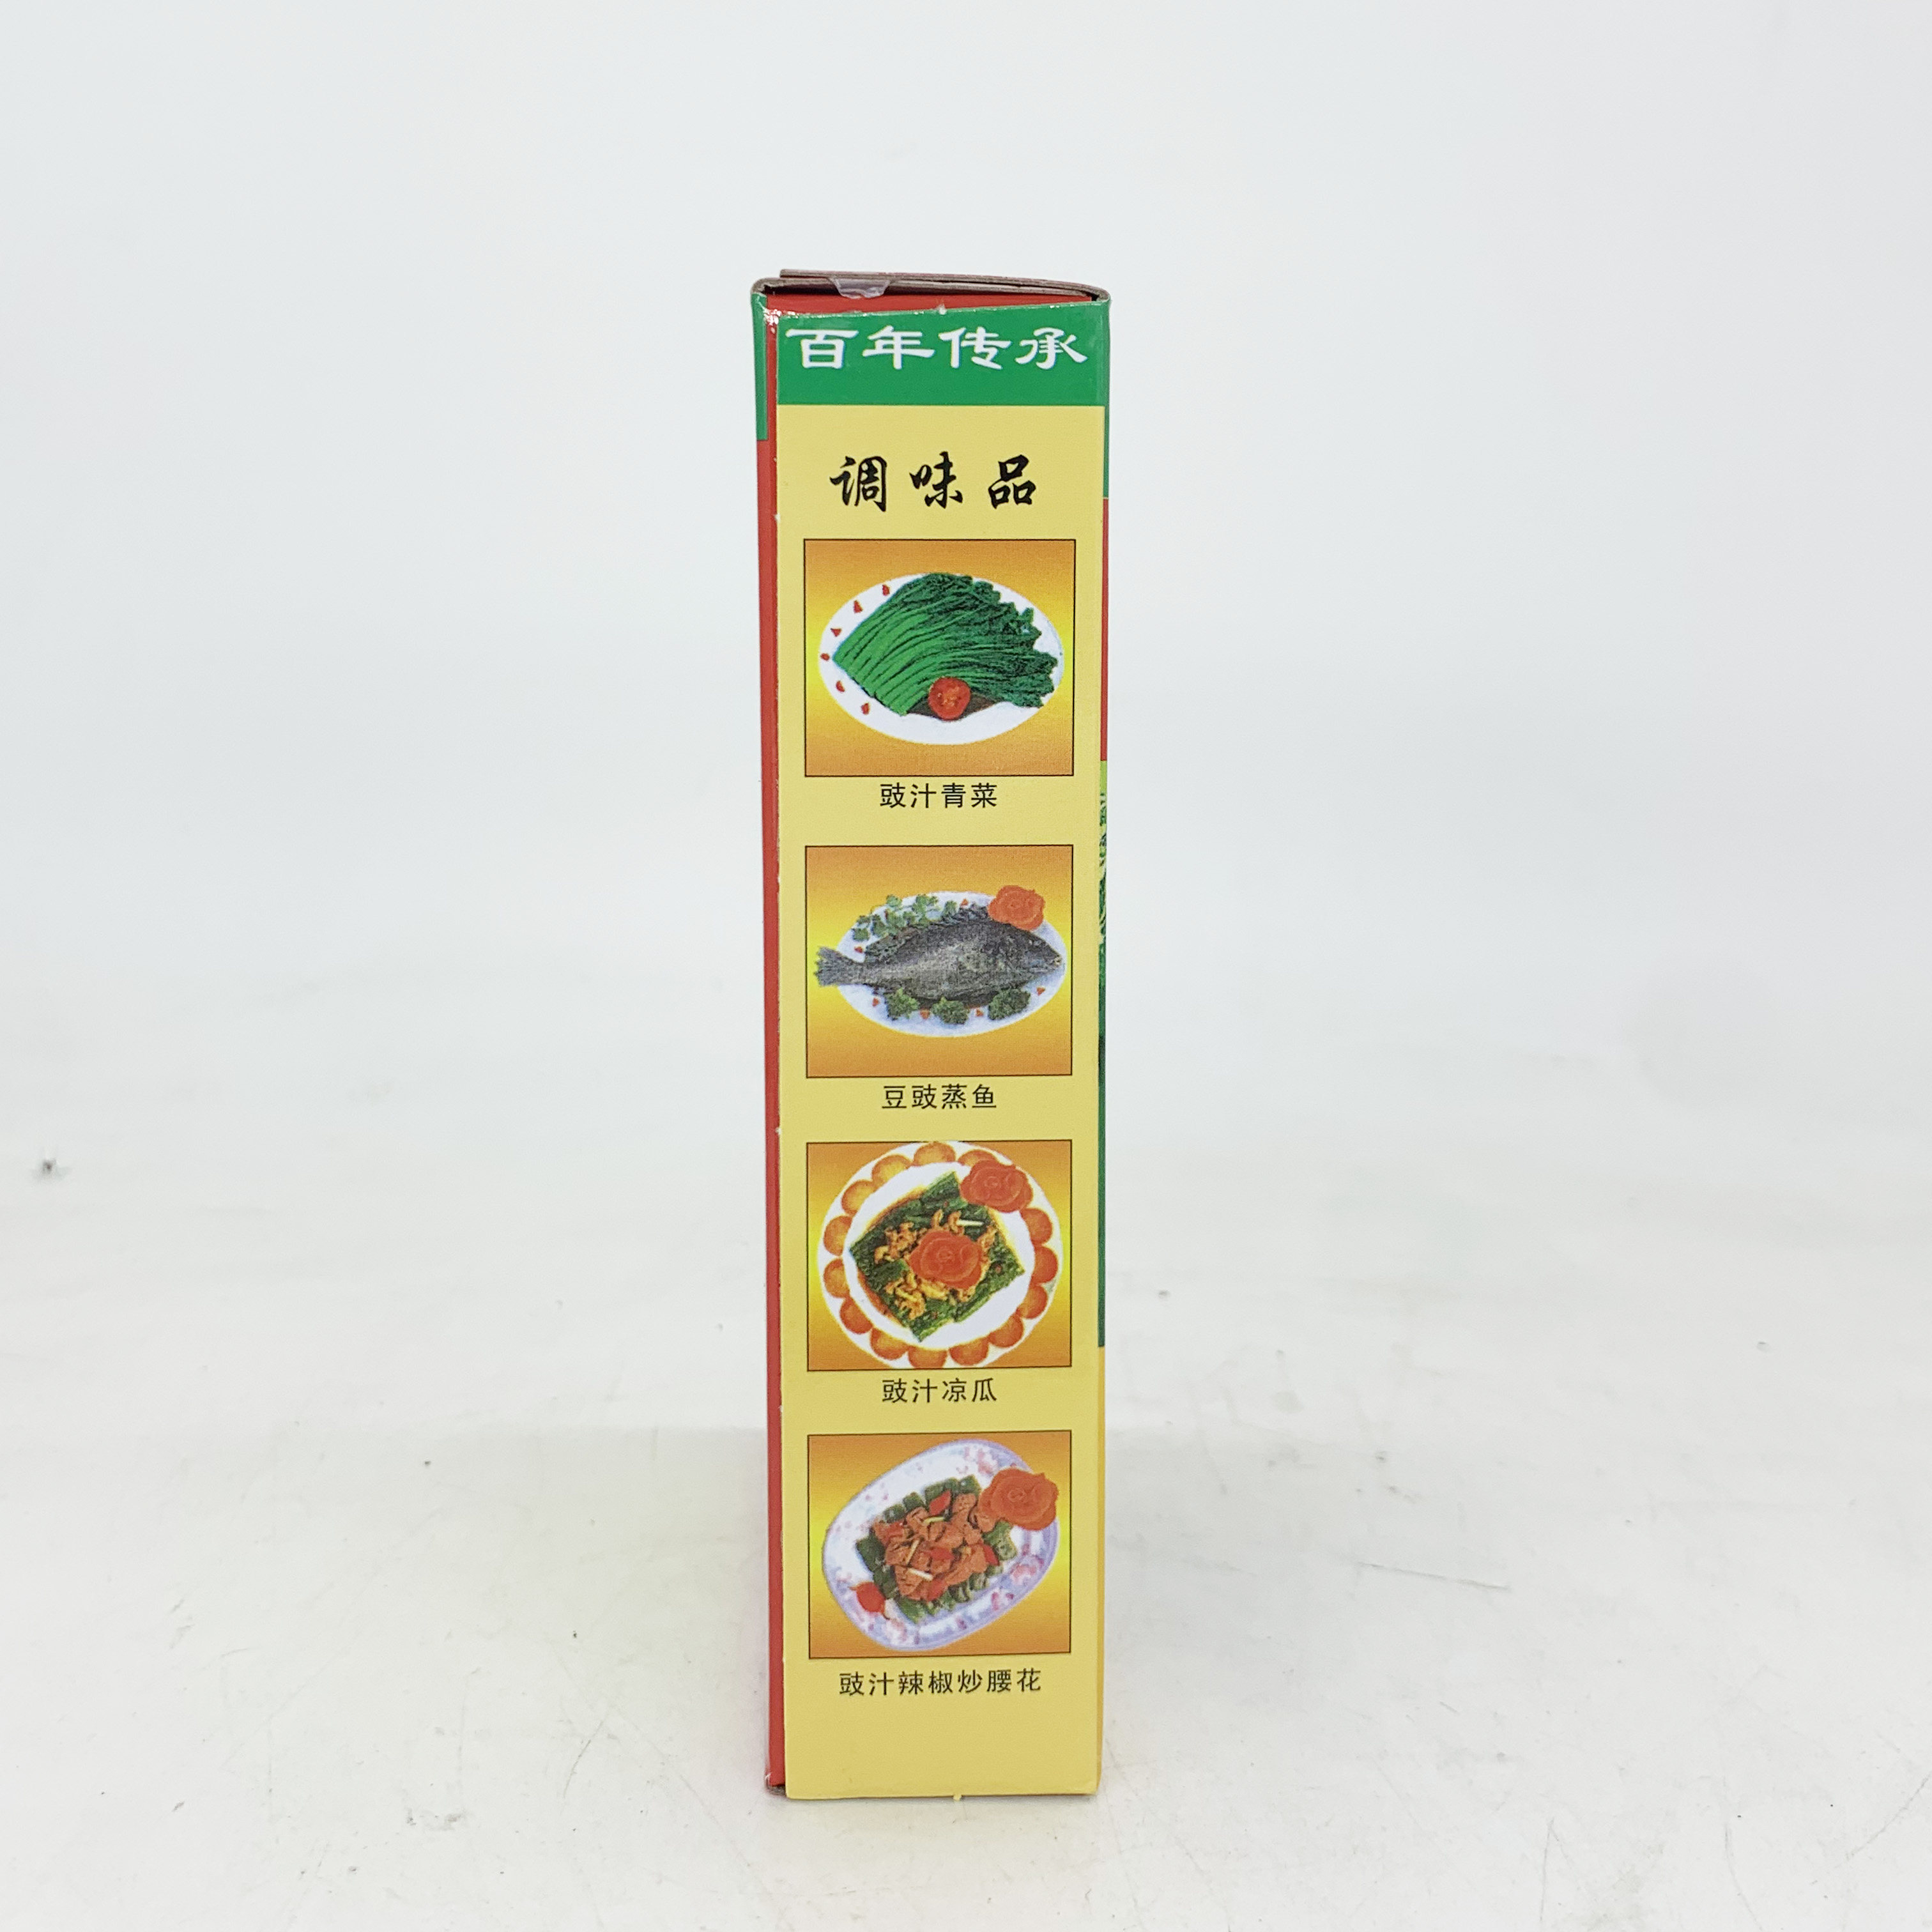 百年传承
调味品
豉汁青菜
豆豉蒸鱼
豉汁凉瓜
豉汁辣椒炒腰花